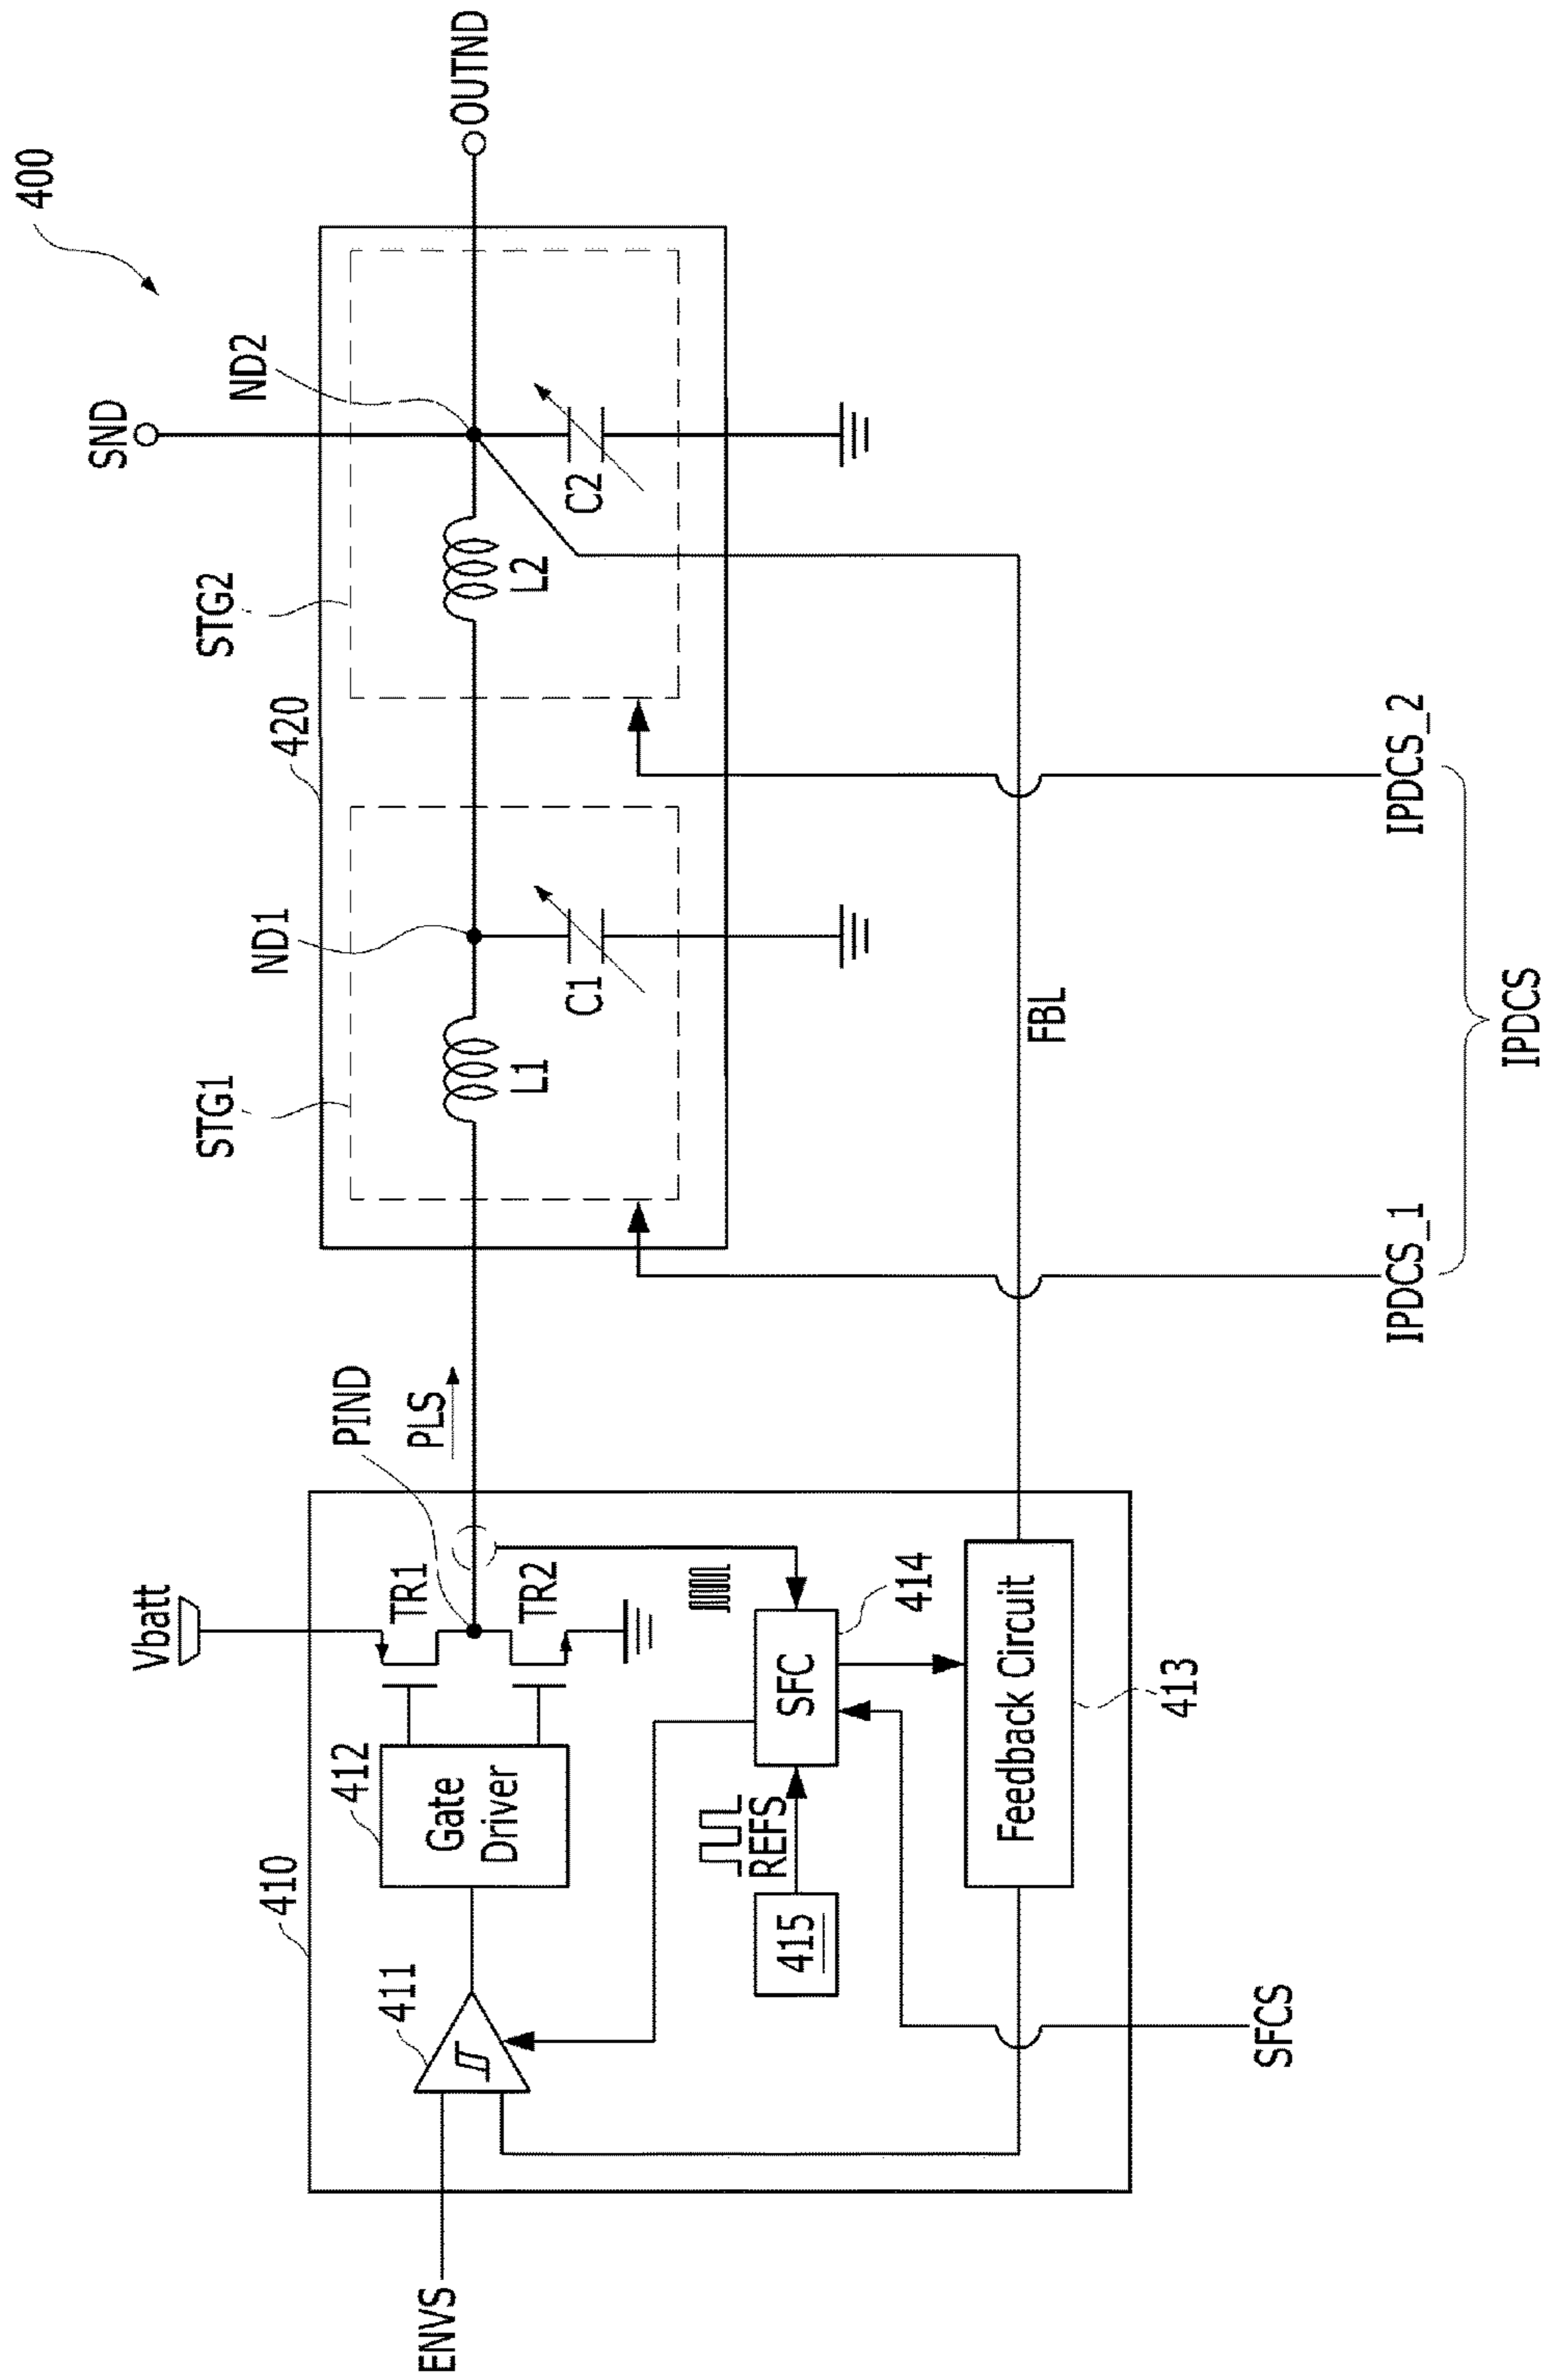 400
SND
OUTND
ND2
STG2
420
ND1
STG1
L1
C1
L2
C2
Vbatt
PIND
PLS
TR1
TR2
410
412
Gate
Driver
411
ENVS
SFC
414
REFS
415
Feedback Circuit
413
FBL
SFCS
IPDCS_1
IPDCS_2
IPDCS